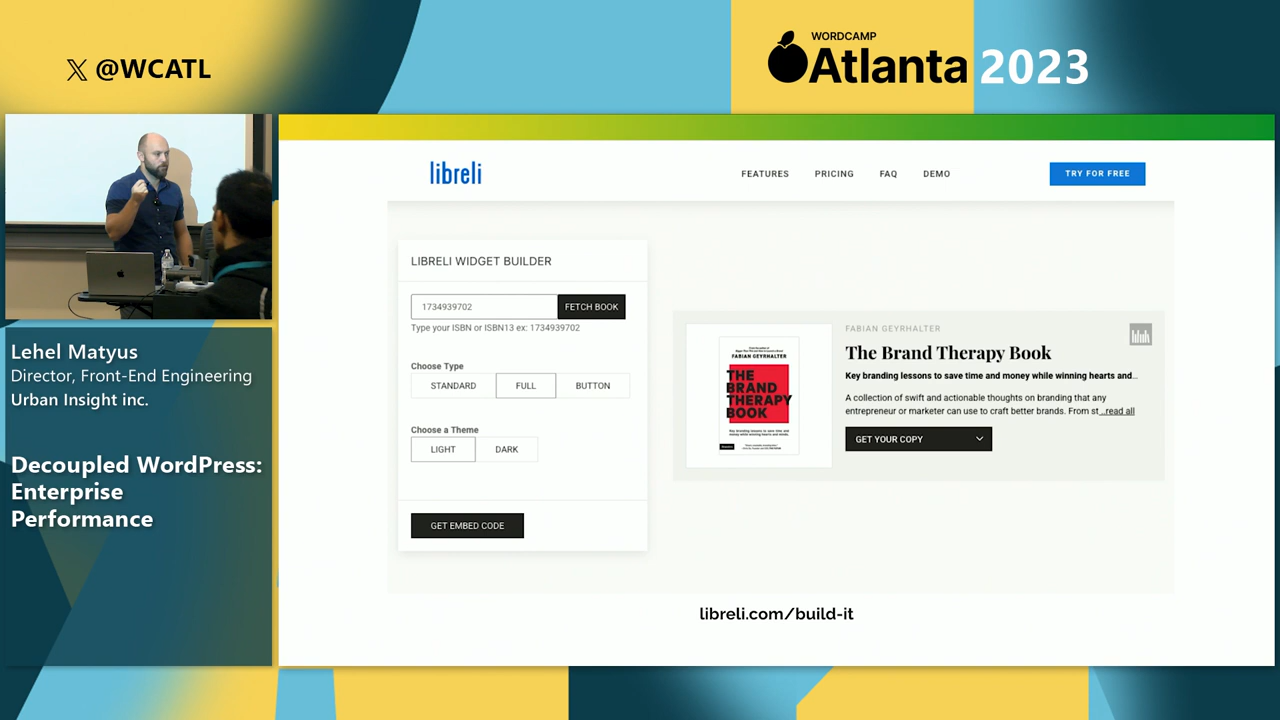 𝕏 @WCATL
WORDCAMP
Atlanta 2023
Lehel Matyus
Director, Front-End Engineering
Urban Insight inc.
Decoupled WordPress:
Enterprise
Performance
libreli
FEATURES PRICING FAQ DEMO TRY FOR FREE
LIBRELI WIDGET BUILDER
1734939702 FETCH BOOK
Type your ISBN or ISBN13 ex: 1734939702
Choose Type
STANDARD FULL BUTTON
Choose a Theme
LIGHT DARK
GET EMBED CODE
FABIAN GEYRHALTER
THE
BRAND
THERAPY
BOOK
FABIAN GEYRHALTER
The Brand Therapy Book
Key branding lessons to save time and money while winning hearts and...
A collection of swift and actionable thoughts on branding that any
entrepreneur or marketer can use to craft better brands. From st ...read all
GET YOUR COPY
libreli.com/build-it